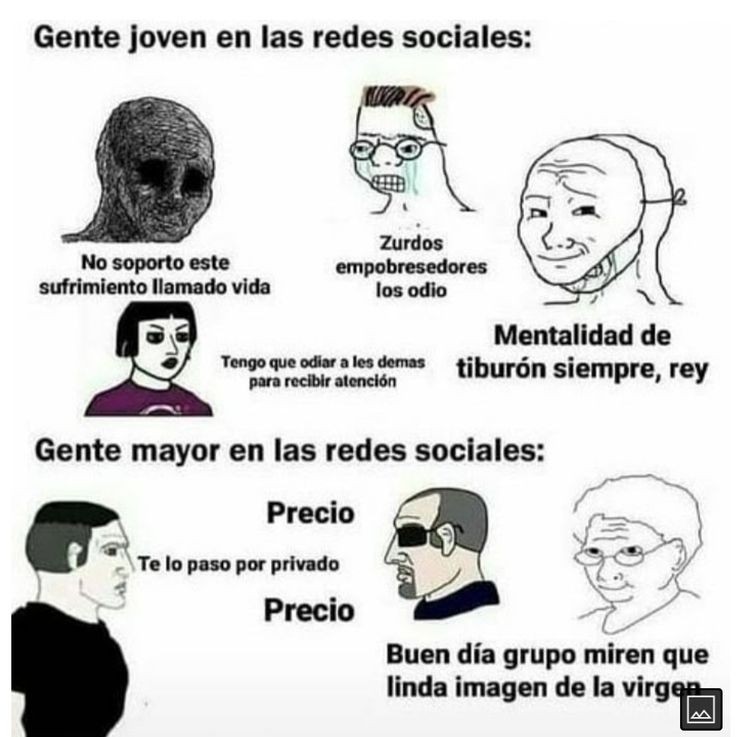 Gente joven en las redes sociales:
No soporto este
sufrimiento llamado vida
Zurdos
empobresedores
los odio
Mentalidad de
tiburón siempre, rey
Tengo que odiar a les demas
para recibir atención
Gente mayor en las redes sociales:
Precio
Te lo paso por privado
Precio
Buen día grupo miren que
linda imagen de la virgen